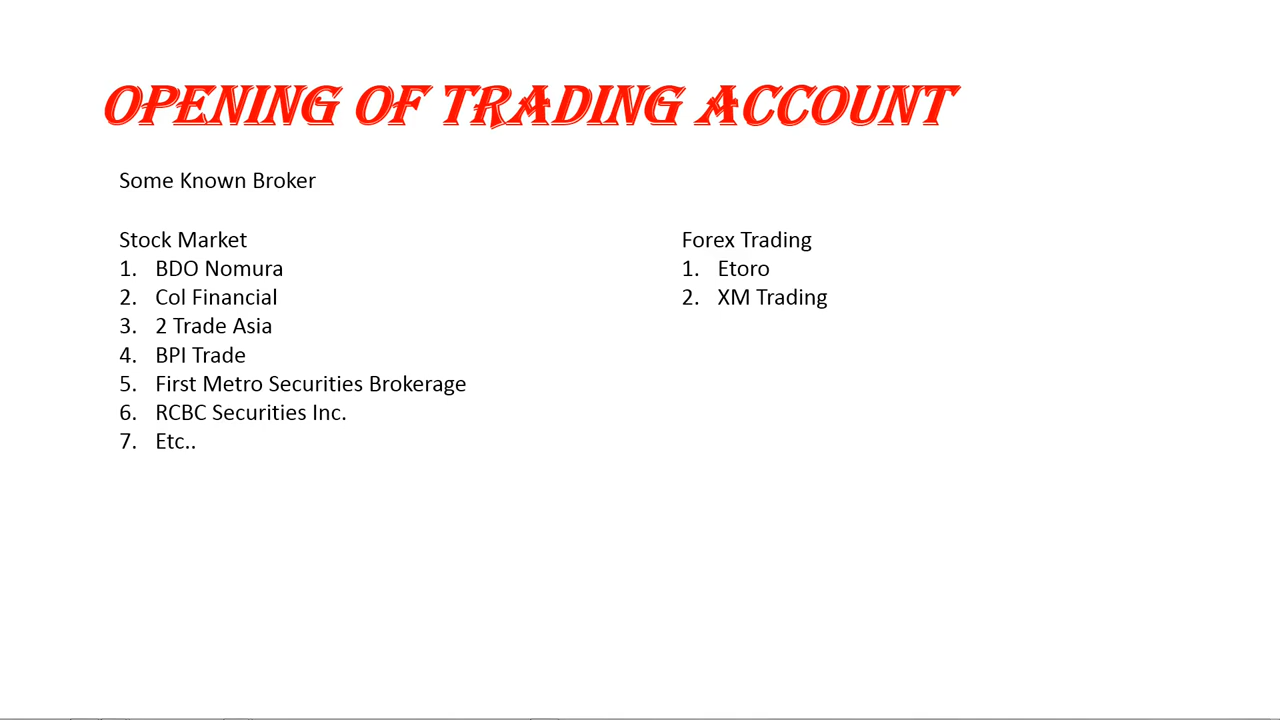 OPENING OF TRADING ACCOUNT
Some Known Broker
Stock Market
1. BDO Nomura
2. Col Financial
3. 2 Trade Asia
4. BPI Trade
5. First Metro Securities Brokerage
6. RCBC Securities Inc.
7. Etc..
Forex Trading
1. Etoro
2. XM Trading